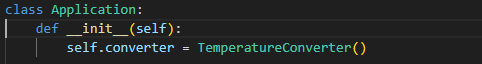 class Application:
    def __init__(self):
        self.converter = TemperatureConverter()